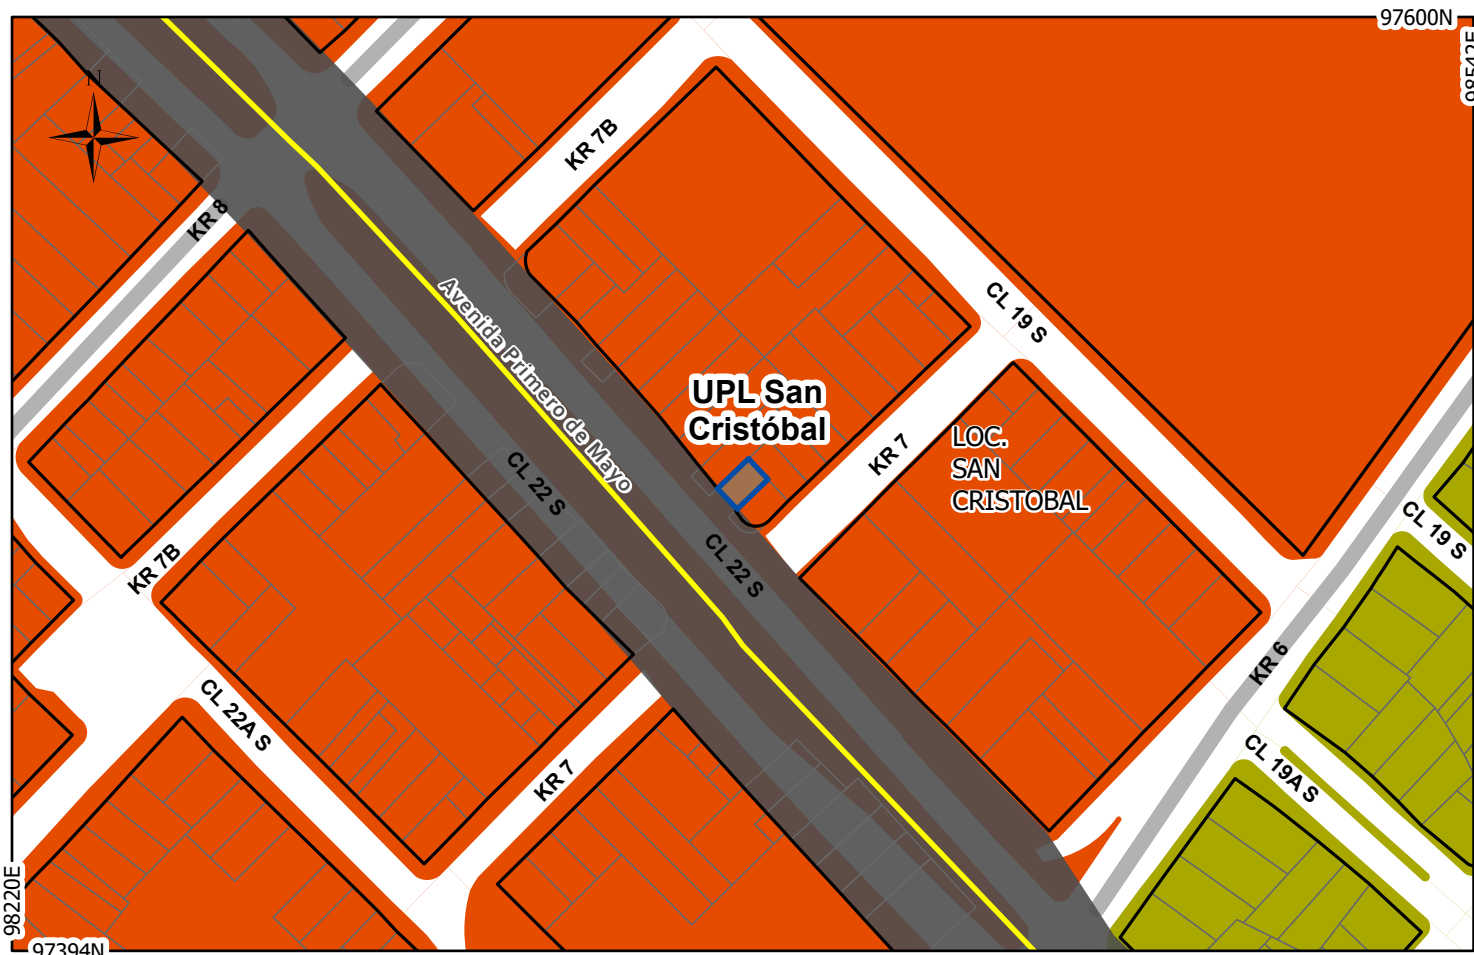 97600N
98542E
N
KR 7B
KR 8
CL 19 S
Avenida Primero de Mayo
UPL San
Cristóbal
LOC.
SAN
CRISTOBAL
KR 7
CL 22 S
CL 19 S
CL 22 S
KR 7B
KR 6
CL 22A S
CL 19A S
KR 7
98220E
97394N